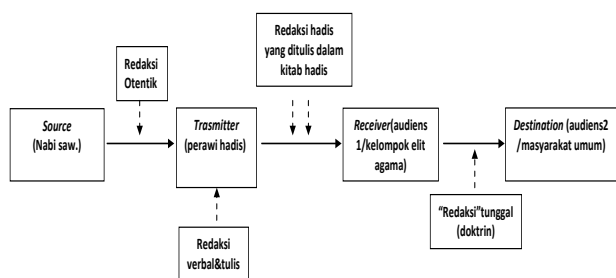 Redaksi
Otentik
Redaksi hadis
yang ditulis dalam
kitab hadis
Source
(Nabi saw.)
Trasmitter
(perawi hadis)
Receiver(audiens
1/kelompok elit
agama)
Destination (audiens2
/masyarakat umum)
Redaksi
verbal&tulis
“Redaksi”tunggal
(doktrin)